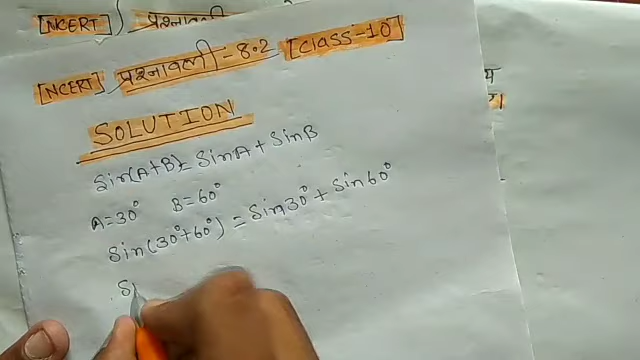 [NCERT] प्रश्नावली
[NCERT] प्रश्नावली-8.2 [Class-10]
SOLUTION
Sin(A+B)= SinA + SinB
A=30° B=60°
Sin(30°+60°) = Sin30° + Sin60°
S